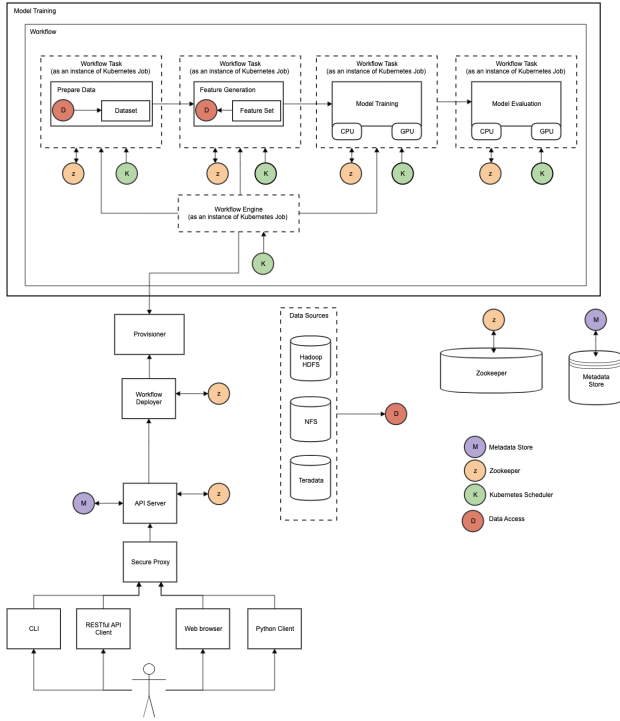 Model Training
Workflow
Workflow Task
(as an instance of Kubernetes Job)
Prepare Data
D
Dataset
Workflow Task
(as an instance of Kubernetes Job)
Feature Generation
D
Feature Set
Workflow Task
(as an instance of Kubernetes Job)
Model Training
CPU
GPU
Workflow Task
(as an instance of Kubernetes Job)
Model Evaluation
CPU
GPU
z
K
z
K
z
K
z
K
Workflow Engine
(as an instance of Kubernetes Job)
K
Provisioner
Workflow
Deployer
z
M
API Server
z
Secure Proxy
CLI
RESTful API
Client
Web browser
Python Client
Data Sources
Hadoop
HDFS
NFS
Teradata
D
z
Zookeeper
M
Metadata
Store
M
Metadata Store
z
Zookeeper
K
Kubernetes Scheduler
D
Data Access